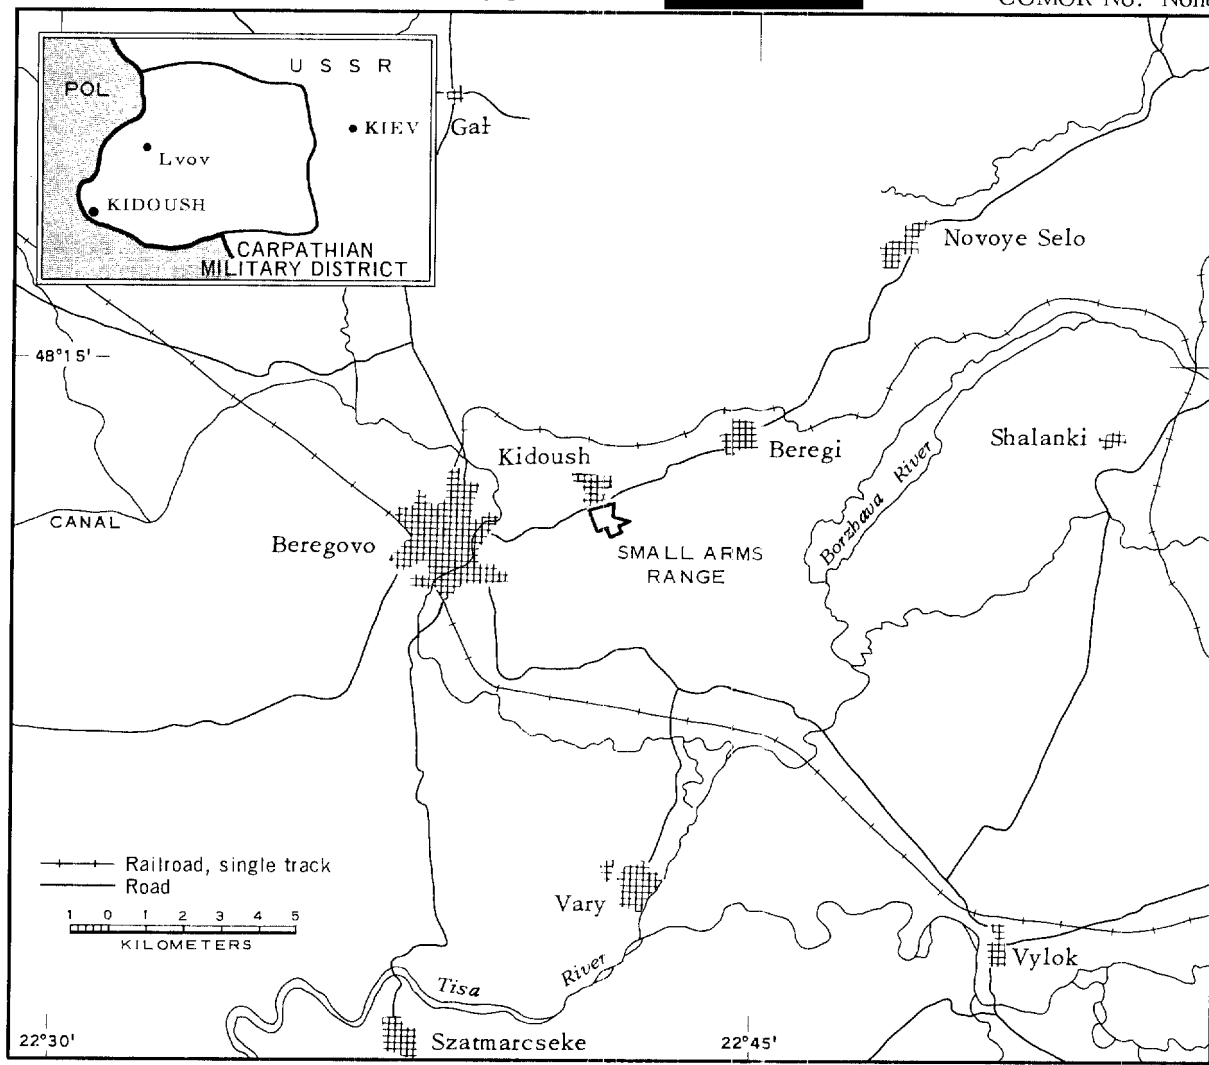 COMOR No. None
U S S R
POL
KIEV
Lvov
KIDOUSH
CARPATHIAN
MILITARY DISTRICT
Gat
Novoye Selo
48°15'
Kidoush
Beregi
Shalanki
Borzhava River
CANAL
Beregovo
SMALL ARMS
RANGE
Railroad, single track
Road
1 0 1 2 3 4 5
KILOMETERS
Vary
Vylok
Tisa River
Szatmarcseke
22°30'
22°45'